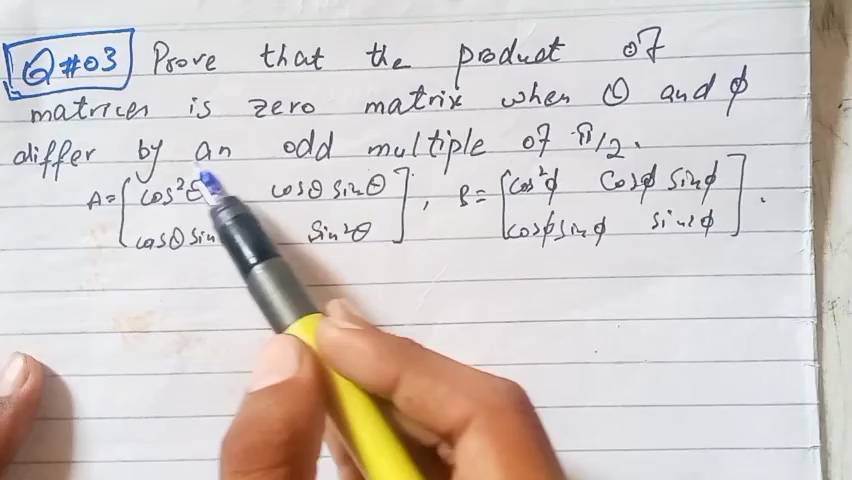 Q#03 Prove that the product of
matrices is zero matrix when θ and φ
differ by an odd multiple of π/2.
A=[cos²θ cosθ sinθ], B=[cos²φ cosφ sinφ].
cosθ sin sin²θ cosφ sinφ sin²φ